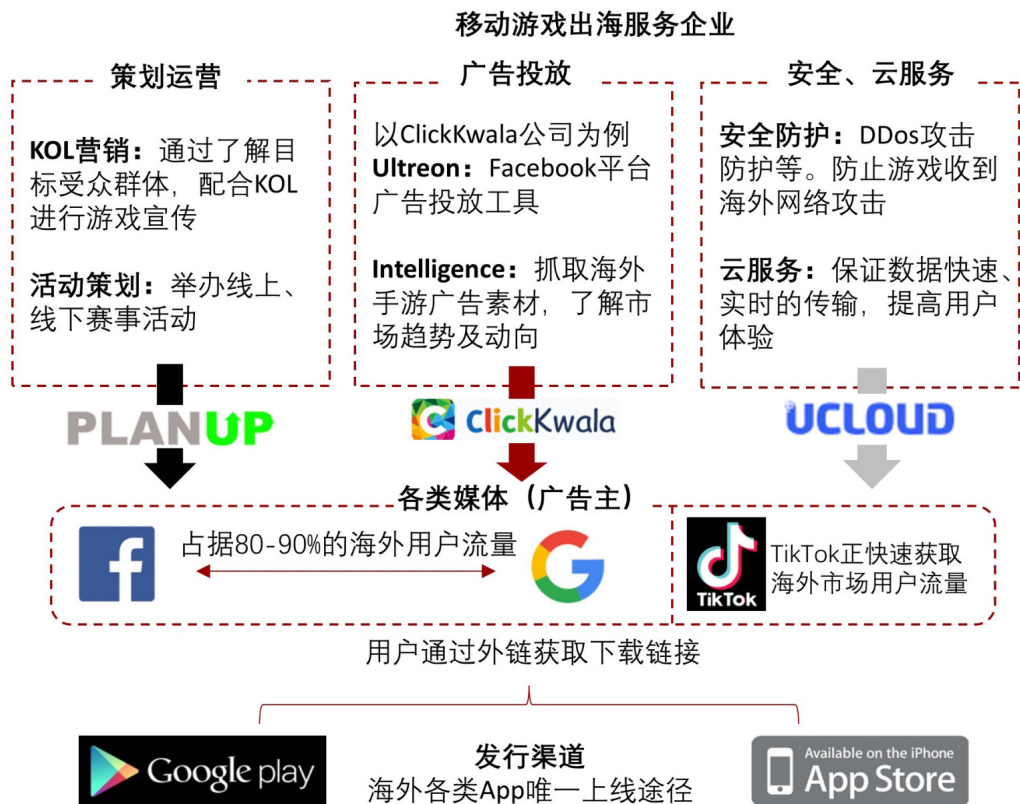 移动游戏出海服务企业
策划运营
KOL营销：通过了解目
标受众群体，配合KOL
进行游戏宣传
活动策划：举办线上、
线下赛事活动
广告投放
以ClickKwala公司为例
Ultreon：Facebook平台
广告投放工具
Intelligence：抓取海外
手游广告素材，了解市
场趋势及动向
安全、云服务
安全防护：DDos攻击
防护等。防止游戏收到
海外网络攻击
云服务：保证数据快速、
实时的传输，提高用户
体验
PLANUP
ClickKwala
UCLOUD
各类媒体（广告主）
占据80-90%的海外用户流量
TikTok
TikTok正快速获取
海外市场用户流量
用户通过外链获取下载链接
Google play
发行渠道
海外各类App唯一上线途径
Available on the iPhone
App Store